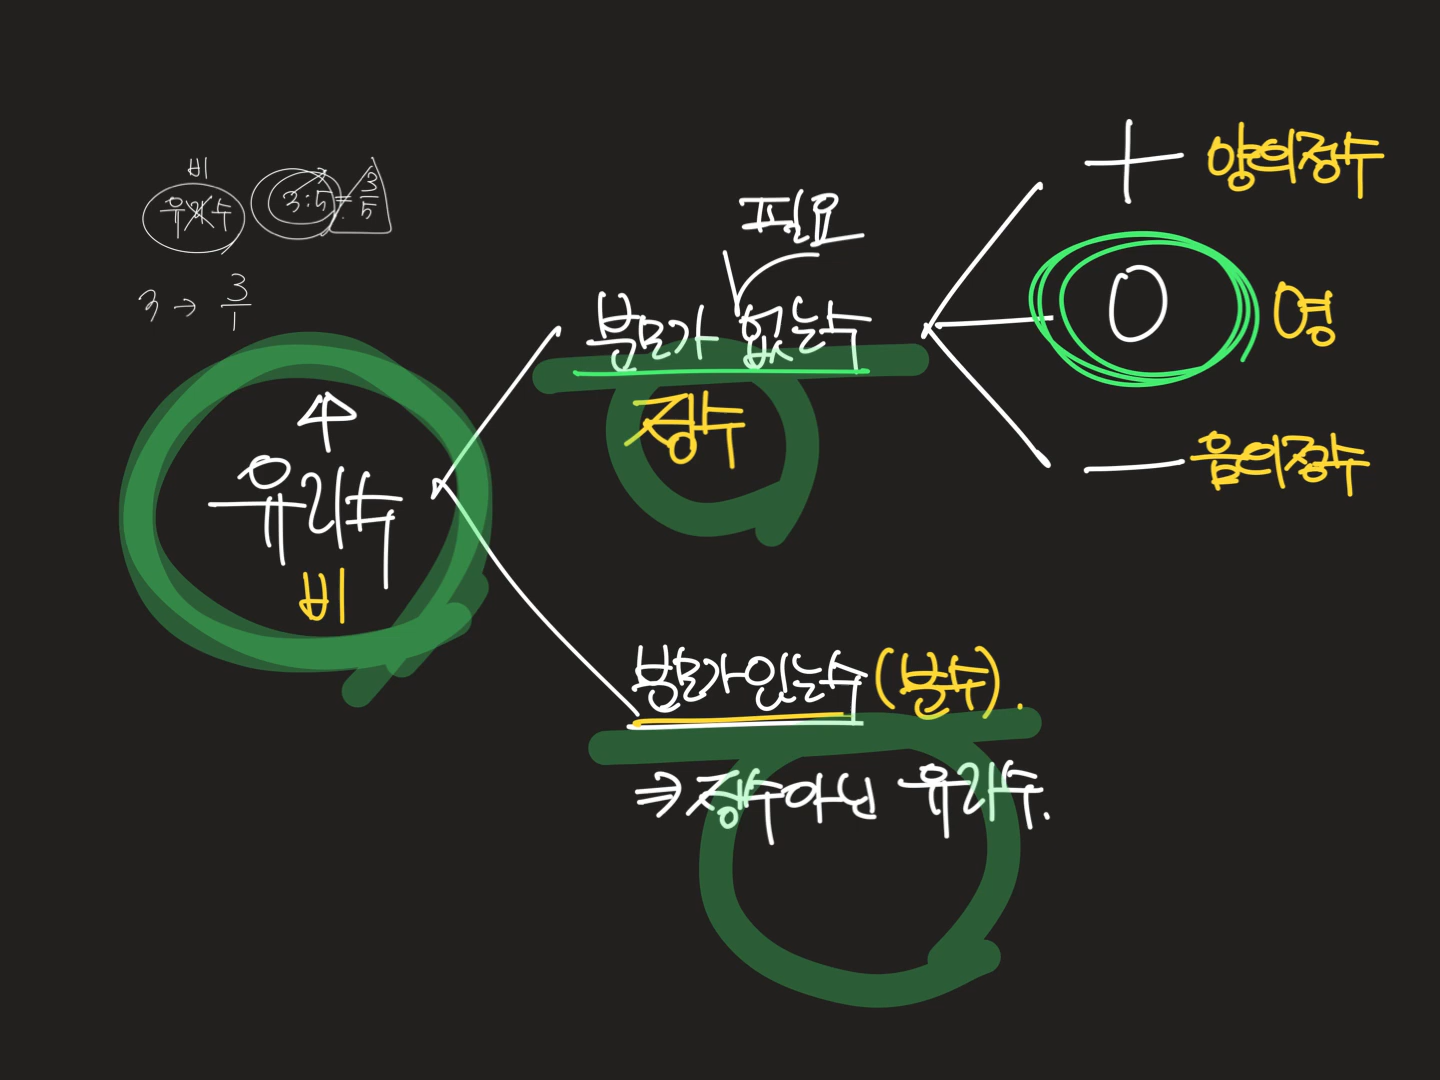 비
유리수 3:5=3/5
3→3/1
수
유리수
비
필요
분모가 없는수
정수
+ 양의정수
0 영
— 음의정수
분모가있는수(분수).
⇒정수아닌 유리수.